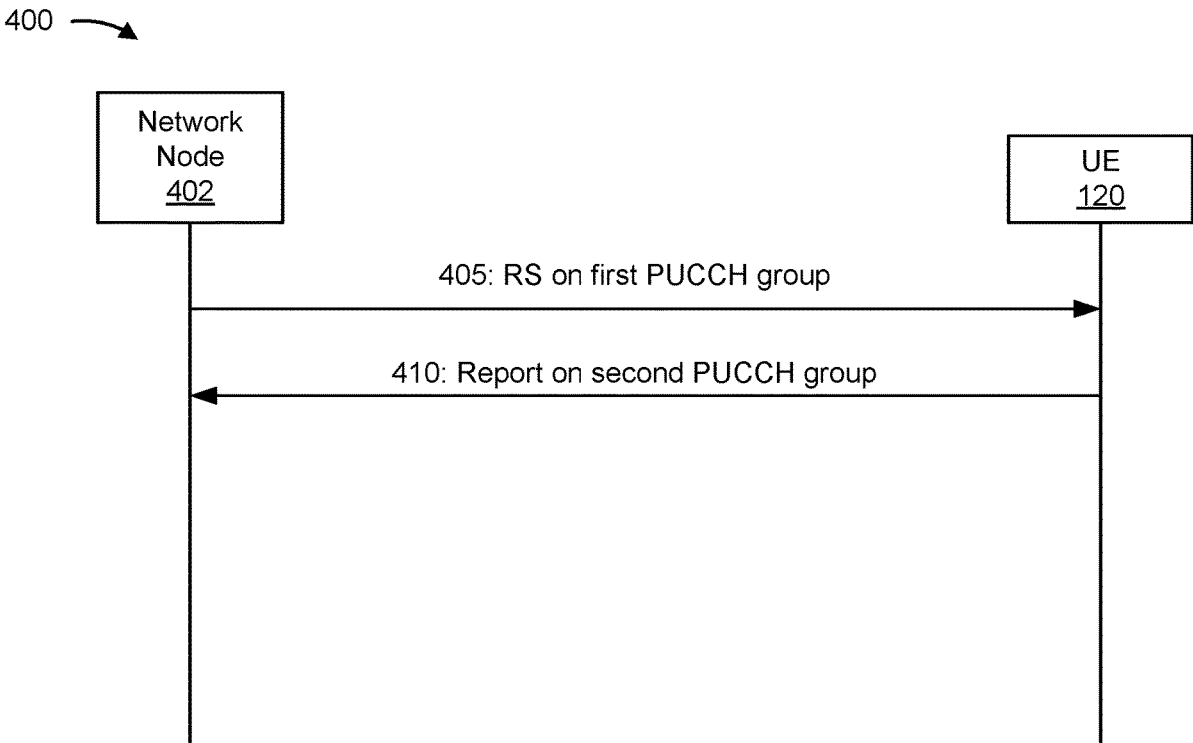 400
Network
Node
402
UE
120
405: RS on first PUCCH group
410: Report on second PUCCH group